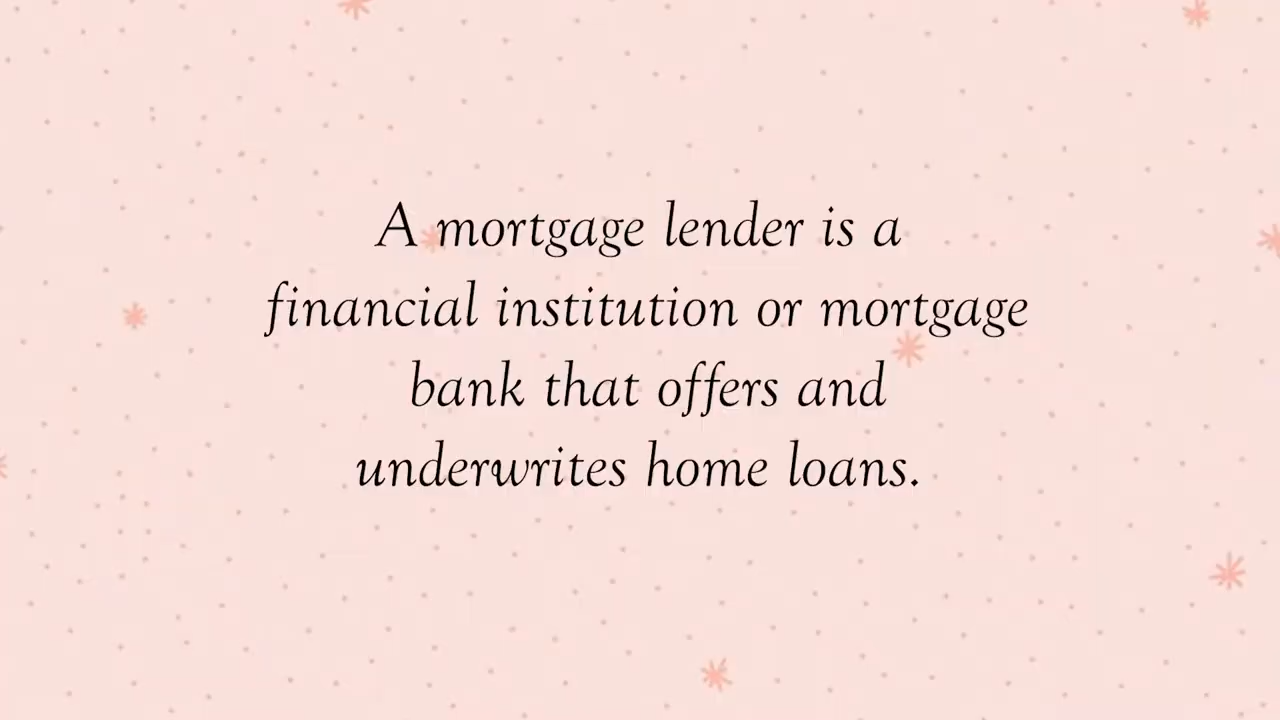 A mortgage lender is a
financial institution or mortgage
bank that offers and
underwrites home loans.